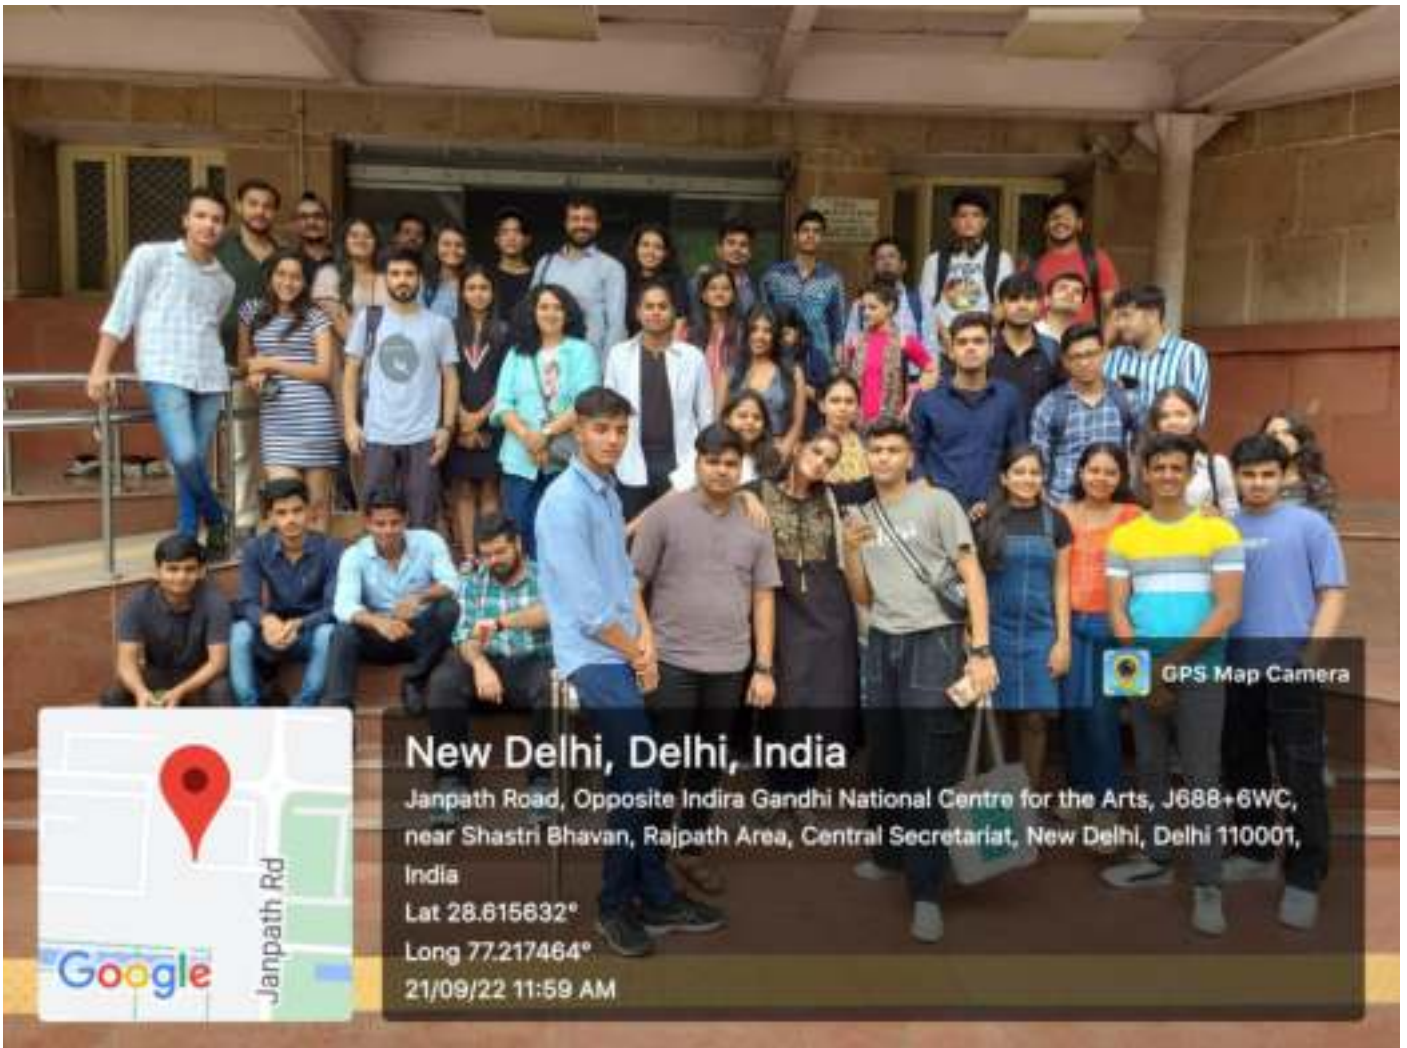 GPS Map Camera
New Delhi, Delhi, India
Janpath Road, Opposite Indira Gandhi National Centre for the Arts, J688+6WC,
near Shastri Bhavan, Rajpath Area, Central Secretariat, New Delhi, Delhi 110001,
India
Lat 28.615632°
Long 77.217464°
21/09/22 11:59 AM
Janpath Rd
Google